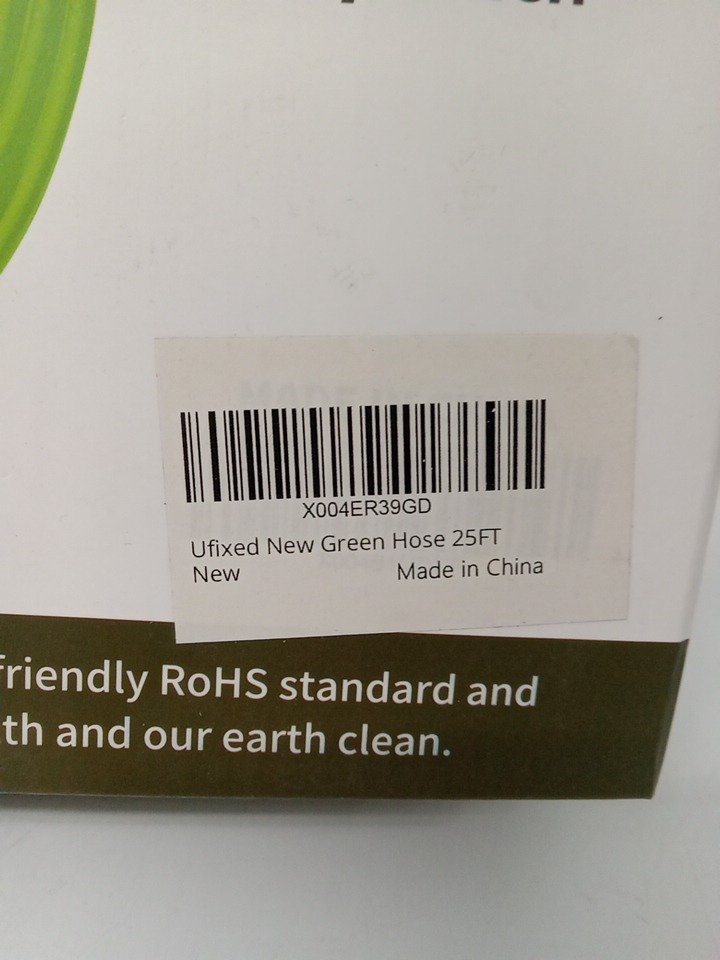 X004ER39GD
Ufixed New Green Hose 25FT
New Made in China
friendly RoHS standard and
th and our earth clean.